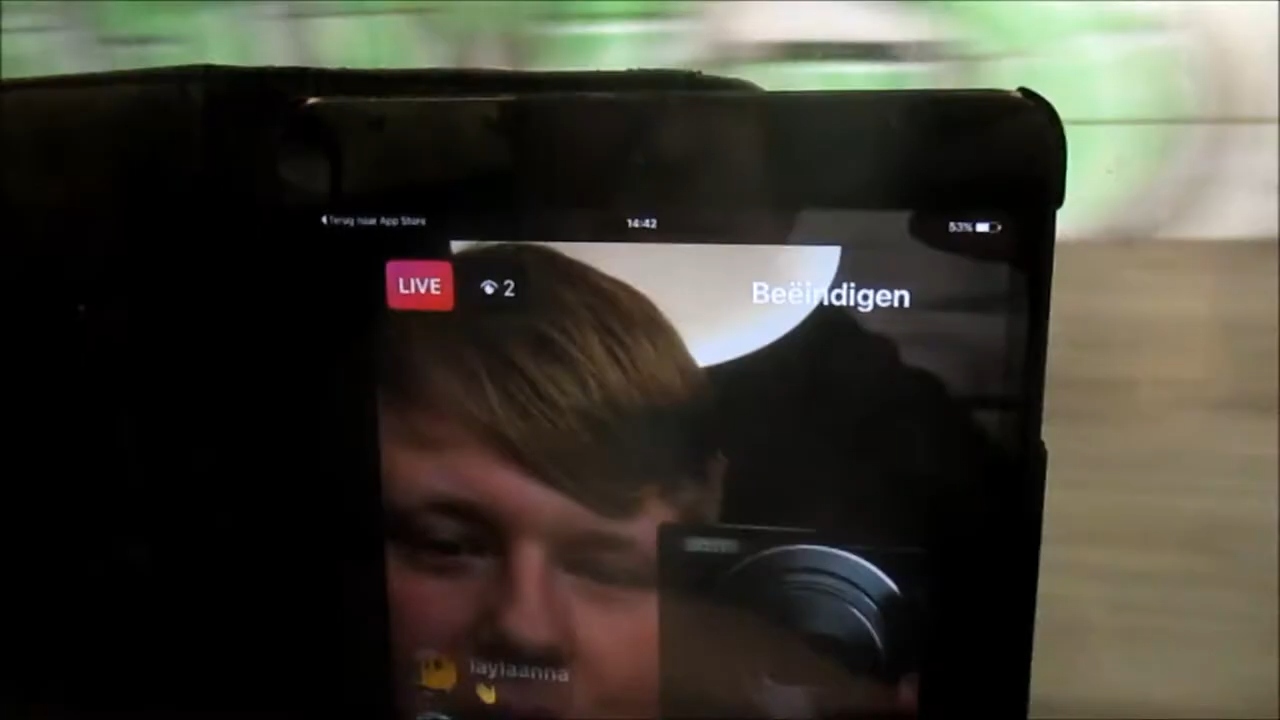 Terug naar App Store
14:42
53%
LIVE
2
Beëindigen
laylaanna